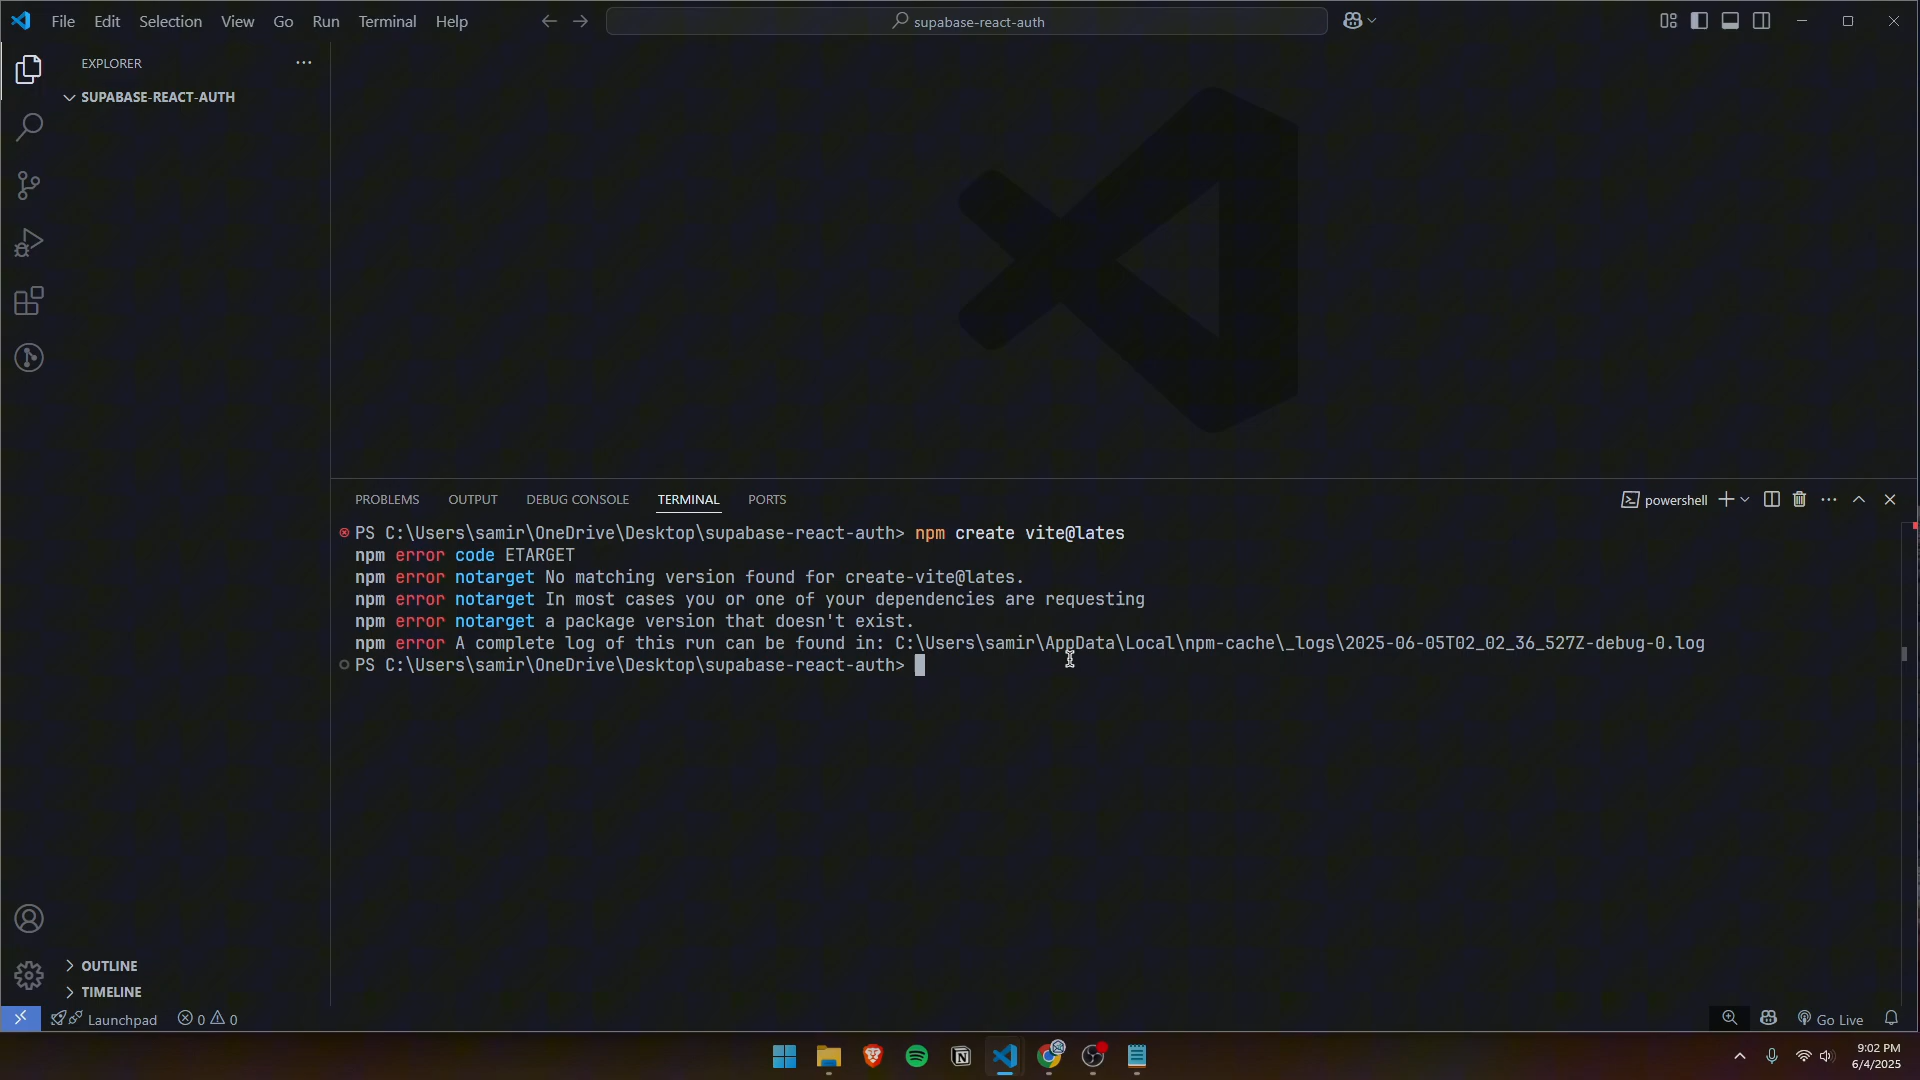 File Edit Selection View Go Run Terminal Help
supabase-react-auth
EXPLORER
SUPABASE-REACT-AUTH
PROBLEMS OUTPUT DEBUG CONSOLE TERMINAL PORTS
powershell
PS C:\Users\samir\OneDrive\Desktop\supabase-react-auth> npm create vite@lates
npm error code ETARGET
npm error notarget No matching version found for create-vite@lates.
npm error notarget In most cases you or one of your dependencies are requesting
npm error notarget a package version that doesn't exist.
npm error A complete log of this run can be found in: C:\Users\samir\AppData\Local\npm-cache\_logs\2025-06-05T02_02_36_527Z-debug-0.log
PS C:\Users\samir\OneDrive\Desktop\supabase-react-auth>
OUTLINE
TIMELINE
Launchpad 0 0
Go Live
9:02 PM
6/4/2025